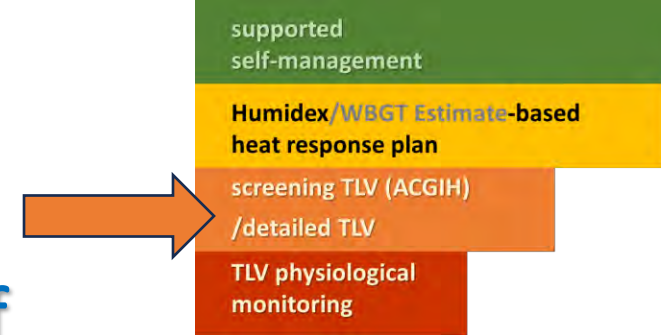 supported
self-management
Humidex/WBGT Estimate-based
heat response plan
screening TLV (ACGIH)
/detailed TLV
TLV physiological
monitoring
f